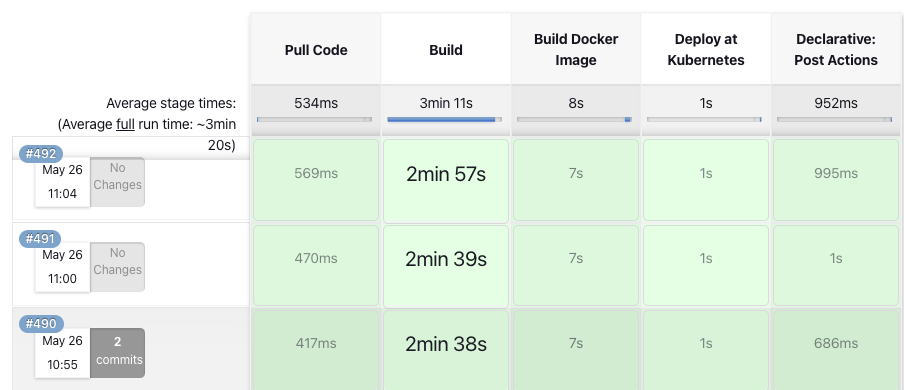 Pull Code
Build
Build Docker
Image
Deploy at
Kubernetes
Declarative:
Post Actions
Average stage times:
(Average full run time: ~3min
20s)
534ms
3min 11s
8s
1s
952ms
#492
May 26
11:04
No
Changes
569ms
2min 57s
7s
1s
995ms
#491
May 26
11:00
No
Changes
470ms
2min 39s
7s
1s
1s
#490
May 26
10:55
2
commits
417ms
2min 38s
7s
1s
686ms